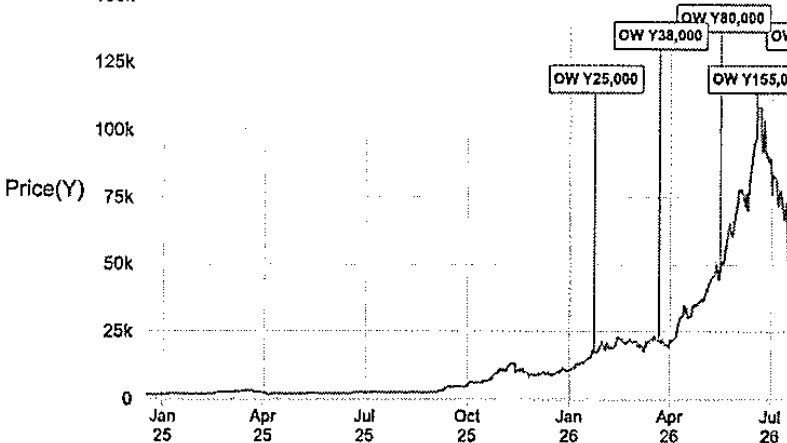 OW Y80,000
OW Y38,000
OW
125k
OW Y25,000
OW Y155,0
100k
Price(Y)
75k
50k
25k
0
Jan 25
Apr 25
Jul 25
Oct 25
Jan 26
Apr 26
Jul 26